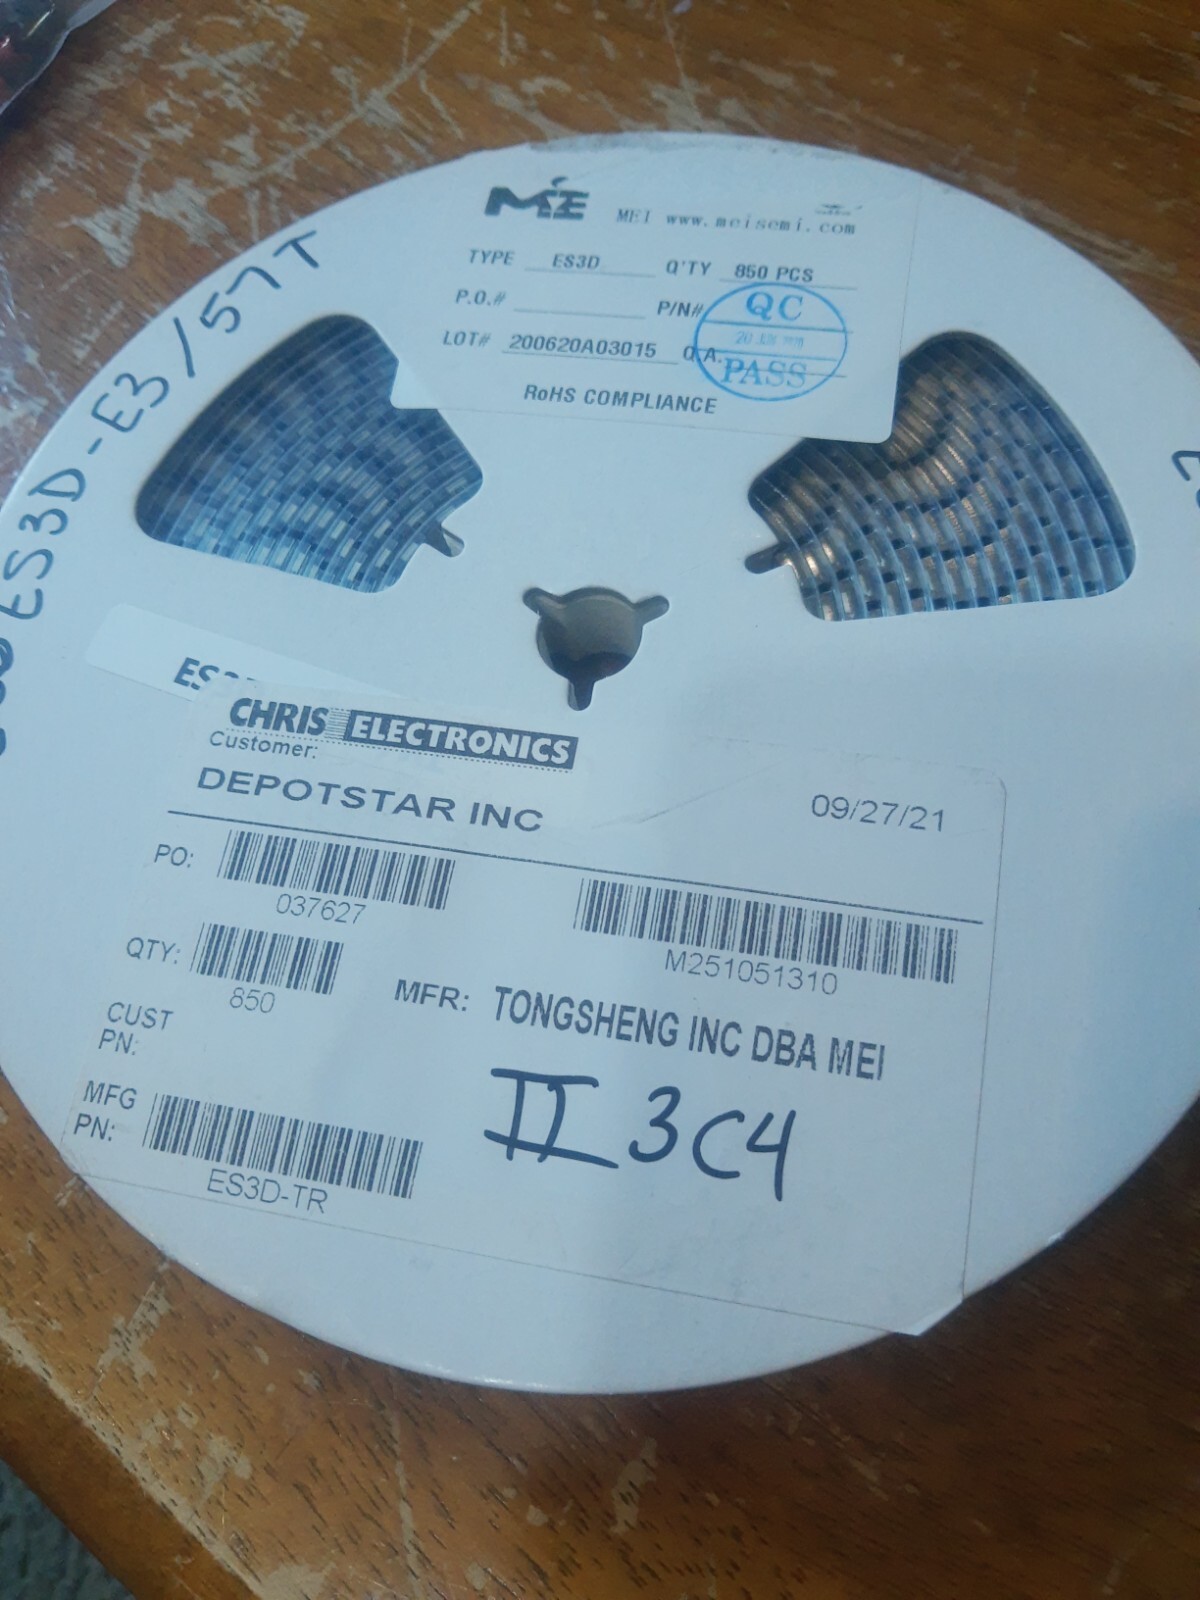 MEI www.meisemi.com
TYPE ES3D Q'TY 850 PCS
P.O.# P/N#
LOT# 200620A03015 Q.A.
QC
PASS
RoHS COMPLIANCE
ES3D-E3/57T
CHRIS ELECTRONICS
Customer:
DEPOTSTAR INC
09/27/21
PO:
037627
M251051310
QTY:
850
MFR: TONGSHENG INC DBA MEI
CUST
PN:
II 3C4
MFG
PN:
ES3D-TR